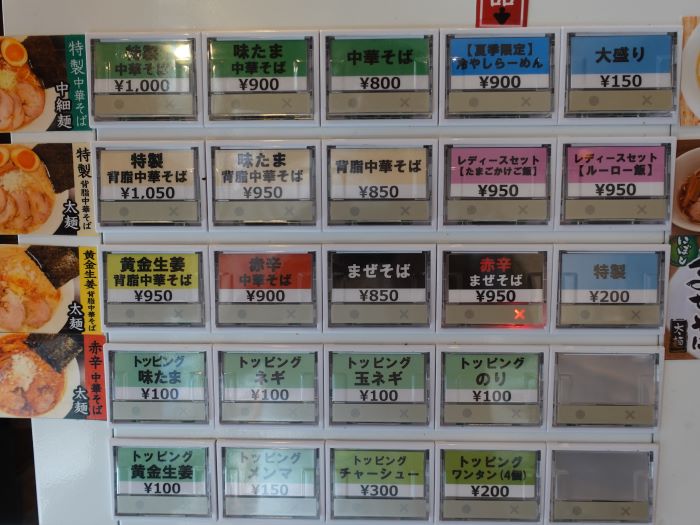 品
特製
中華そば
¥1,000
味たま
中華そば
¥900
中華そば
¥800
【夏季限定】
冷やしらーめん
¥900
大盛り
¥150
特製中華そば
中細麺
特製
背脂中華そば
¥1,050
味たま
背脂中華そば
¥950
背脂中華そば
¥850
レディースセット
【たまごかけご飯】
¥950
レディースセット
【ルーロー飯】
¥950
特製背脂中華そば
太麺
黄金生姜
背脂中華そば
¥950
赤辛
中華そば
¥900
まぜそば
¥850
赤辛
まぜそば
¥950
特製
¥200
黄金生姜背脂中華そば
太麺
トッピング
味たま
¥100
トッピング
ネギ
¥100
トッピング
玉ネギ
¥100
トッピング
のり
¥100
赤辛中華そば
太麺
トッピング
黄金生姜
¥100
トッピング
メンマ
¥150
トッピング
チャーシュー
¥300
トッピング
ワンタン(4個)
¥200
にぼし
太麺